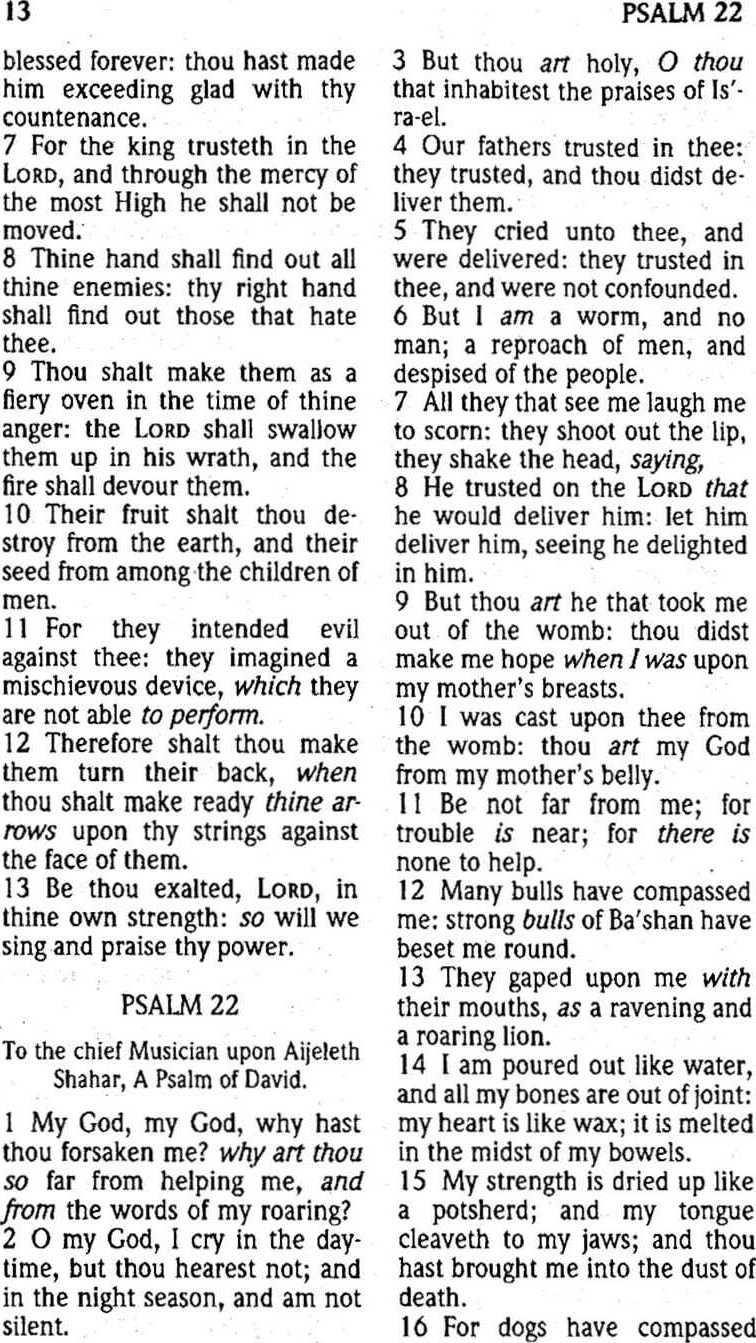 13
PSALM 22
blessed forever: thou hast made
him exceeding glad with thy
countenance.
7 For the king trusteth in the
LORD, and through the mercy of
the most High he shall not be
moved.
8 Thine hand shall find out all
thine enemies: thy right hand
shall find out those that hate
thee.
9 Thou shalt make them as a
fiery oven in the time of thine
anger: the LORD shall swallow
them up in his wrath, and the
fire shall devour them.
10 Their fruit shalt thou de-
stroy from the earth, and their
seed from among the children of
men.
11 For they intended evil
against thee: they imagined a
mischievous device, which they
are not able to perform.
12 Therefore shalt thou make
them turn their back, when
thou shalt make ready thine ar-
rows upon thy strings against
the face of them.
13 Be thou exalted, LORD, in
thine own strength: so will we
sing and praise thy power.
PSALM 22
To the chief Musician upon Aijeleth
Shahar, A Psalm of David.
1 My God, my God, why hast
thou forsaken me? why art thou
so far from helping me, and
from the words of my roaring?
2 O my God, I cry in the day-
time, but thou hearest not; and
in the night season, and am not
silent.
3 But thou art holy, O thou
that inhabitest the praises of Is′-
ra-el.
4 Our fathers trusted in thee:
they trusted, and thou didst de-
liver them.
5 They cried unto thee, and
were delivered: they trusted in
thee, and were not confounded.
6 But I am a worm, and no
man; a reproach of men, and
despised of the people.
7 All they that see me laugh me
to scorn: they shoot out the lip,
they shake the head, saying,
8 He trusted on the LORD that
he would deliver him: let him
deliver him, seeing he delighted
in him.
9 But thou art he that took me
out of the womb: thou didst
make me hope when I was upon
my mother's breasts.
10 I was cast upon thee from
the womb: thou art my God
from my mother's belly.
11 Be not far from me; for
trouble is near; for there is
none to help.
12 Many bulls have compassed
me: strong bulls of Ba′shan have
beset me round.
13 They gaped upon me with
their mouths, as a ravening and
a roaring lion.
14 I am poured out like water,
and all my bones are out of joint:
my heart is like wax; it is melted
in the midst of my bowels.
15 My strength is dried up like
a potsherd; and my tongue
cleaveth to my jaws; and thou
hast brought me into the dust of
death.
16 For dogs have compassed